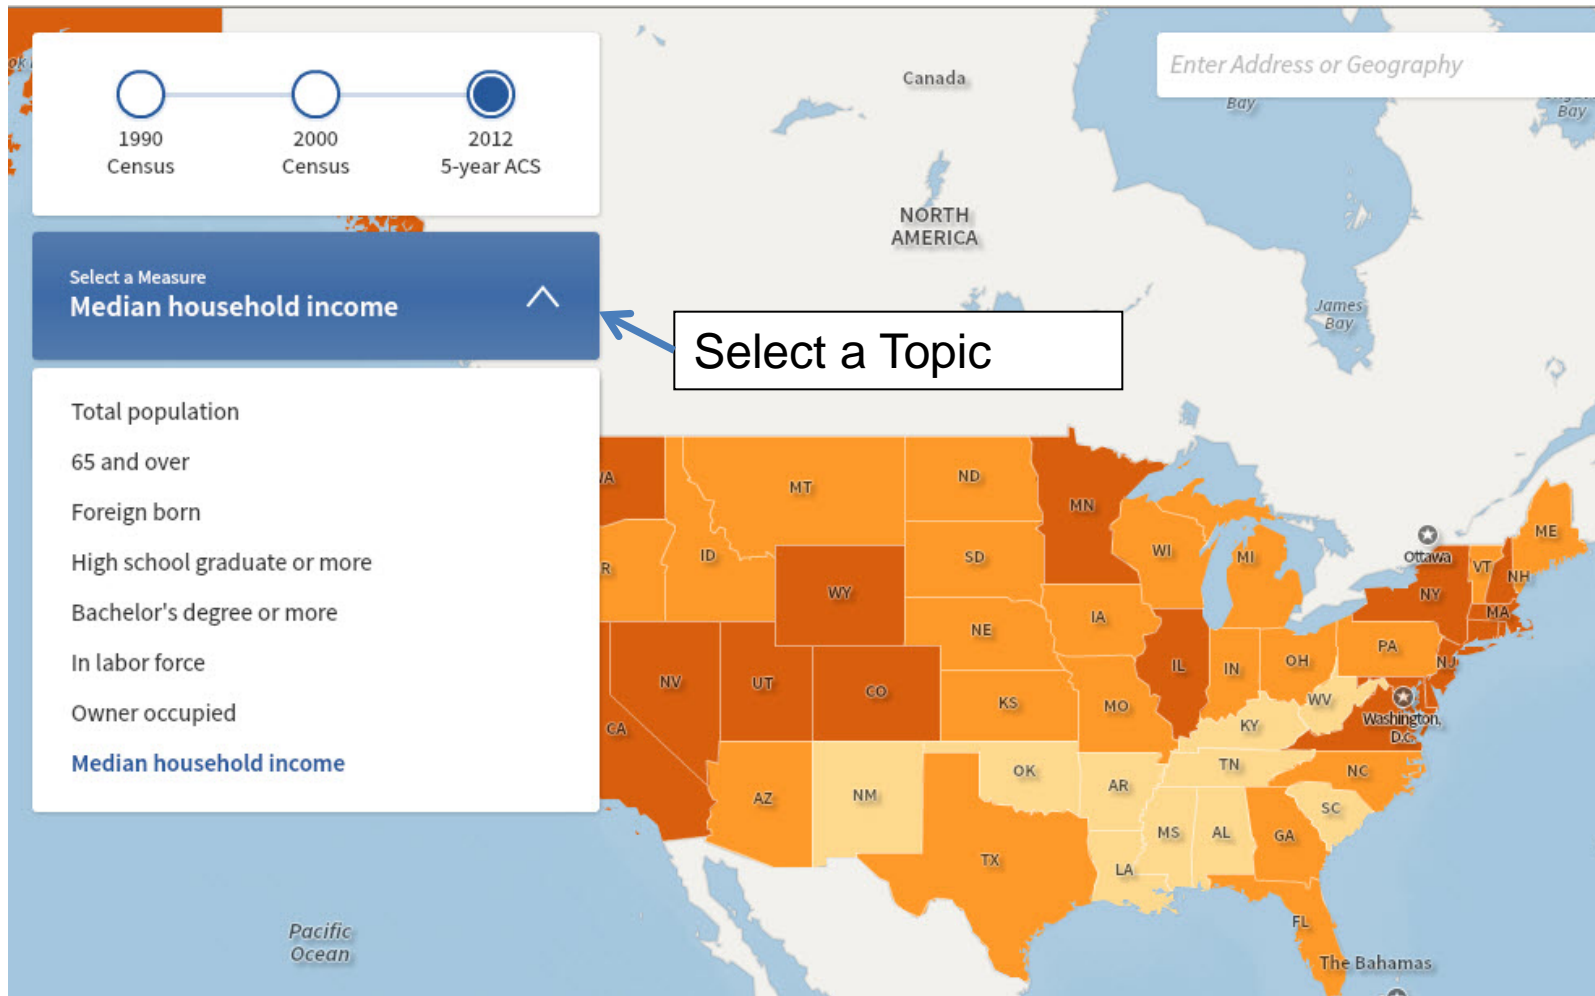 1990
Census
2000
Census
2012
5-year ACS
Enter Address or Geography
Select a Measure
Median household income
Select a Topic
Total population
65 and over
Foreign born
High school graduate or more
Bachelor's degree or more
In labor force
Owner occupied
Median household income
Canada
NORTH
AMERICA
Bay
Bay
James
Bay
MT
ND
MN
ID
SD
WI
MI
Ottawa
VT
ME
NH
WY
NY
MA
NE
IA
PA
NV
UT
CO
IL
IN
OH
NJ
CA
KS
MO
WV
KY
Washington,
D.C.
AZ
NM
OK
AR
TN
NC
SC
MS
AL
GA
TX
LA
FL
Pacific
Ocean
The Bahamas